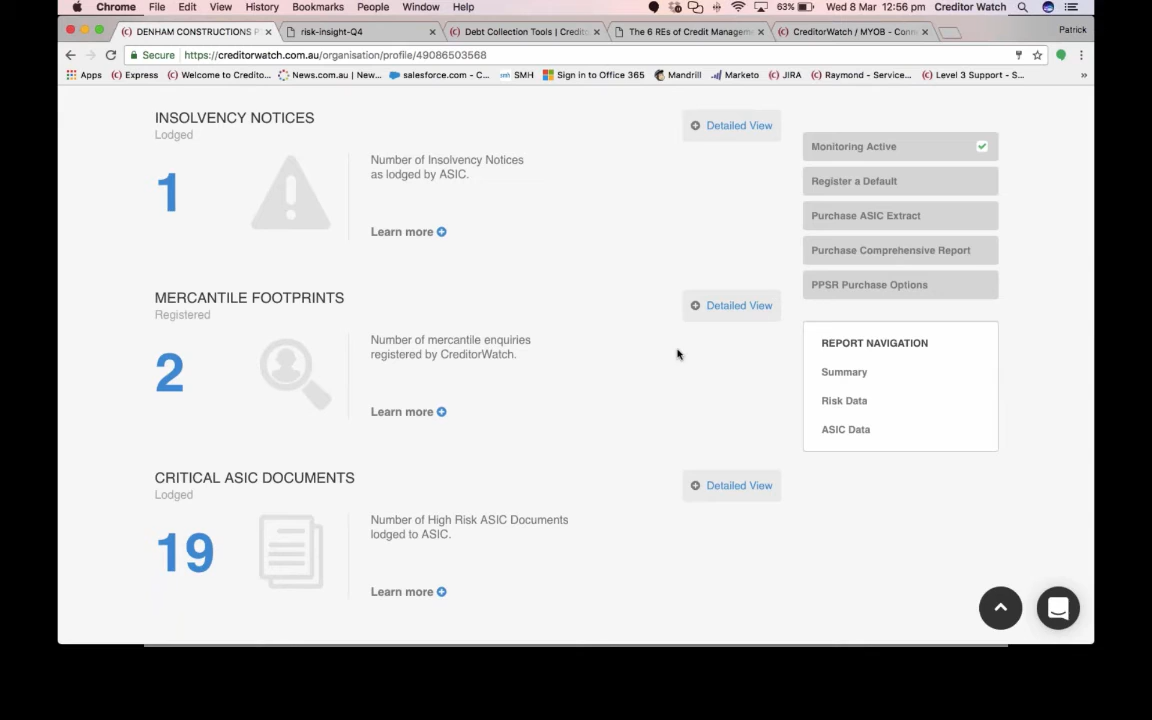 Chrome File Edit View History Bookmarks People Window Help 63% Wed 8 Mar 12:56 pm Creditor Watch
DENHAM CONSTRUCTIONS P risk-insight-Q4 Debt Collection Tools | Creditor The 6 REs of Credit Managem CreditorWatch / MYOB - Conn Patrick
Secure https://creditorwatch.com.au/organisation/profile/49086503568
Apps Express Welcome to Credito... News.com.au | New... salesforce.com - C... SMH Sign in to Office 365 Mandrill Marketo JIRA Raymond - Service... Level 3 Support - S... »
INSOLVENCY NOTICES
Lodged
Detailed View
1
Number of Insolvency Notices
as lodged by ASIC.
Learn more
MERCANTILE FOOTPRINTS
Registered
Detailed View
2
Number of mercantile enquiries
registered by CreditorWatch.
Learn more
CRITICAL ASIC DOCUMENTS
Lodged
Detailed View
19
Number of High Risk ASIC Documents
lodged to ASIC.
Learn more
Monitoring Active
Register a Default
Purchase ASIC Extract
Purchase Comprehensive Report
PPSR Purchase Options
REPORT NAVIGATION
Summary
Risk Data
ASIC Data